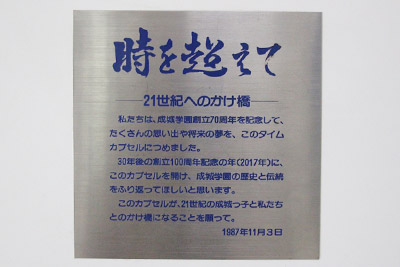 時を超えて
21世紀へのかけ橋
私たちは、成城学園創立70周年を記念して、
たくさんの思い出や将来の夢を、このタイム
カプセルにつめました。
30年後の創立100周年記念の年(2017年)に、
このカプセルを開け、成城学園の歴史と伝統
をふり返ってほしいと思います。
このカプセルが、21世紀の成城っ子と私たち
とのかけ橋になることを願って。
1987年11月3日